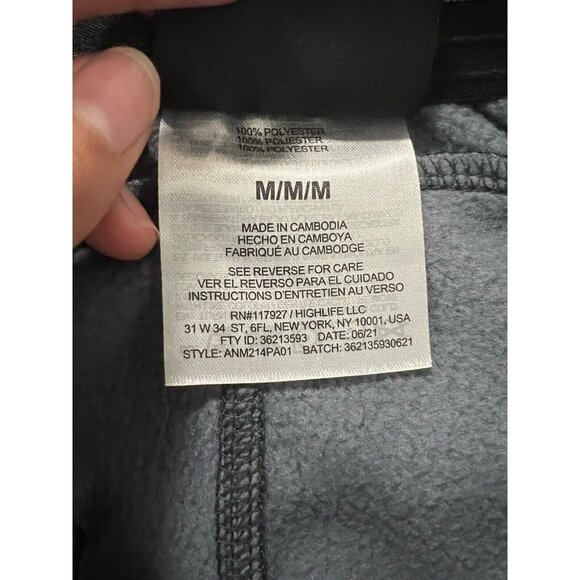 100% POLYESTER
100% POLIESTER
100% POLYESTER
M/M/M
MADE IN CAMBODIA
HECHO EN CAMBOYA
FABRIQUÉ AU CAMBODGE
SEE REVERSE FOR CARE
VER EL REVERSO PARA EL CUIDADO
INSTRUCTIONS D'ENTRETIEN AU VERSO
RN#117927 / HIGHLIFE LLC
31 W 34 ST, 6FL, NEW YORK, NY 10001, USA
FTY ID: 36213593 DATE: 06/21
STYLE: ANM214PA01 BATCH: 362135930621